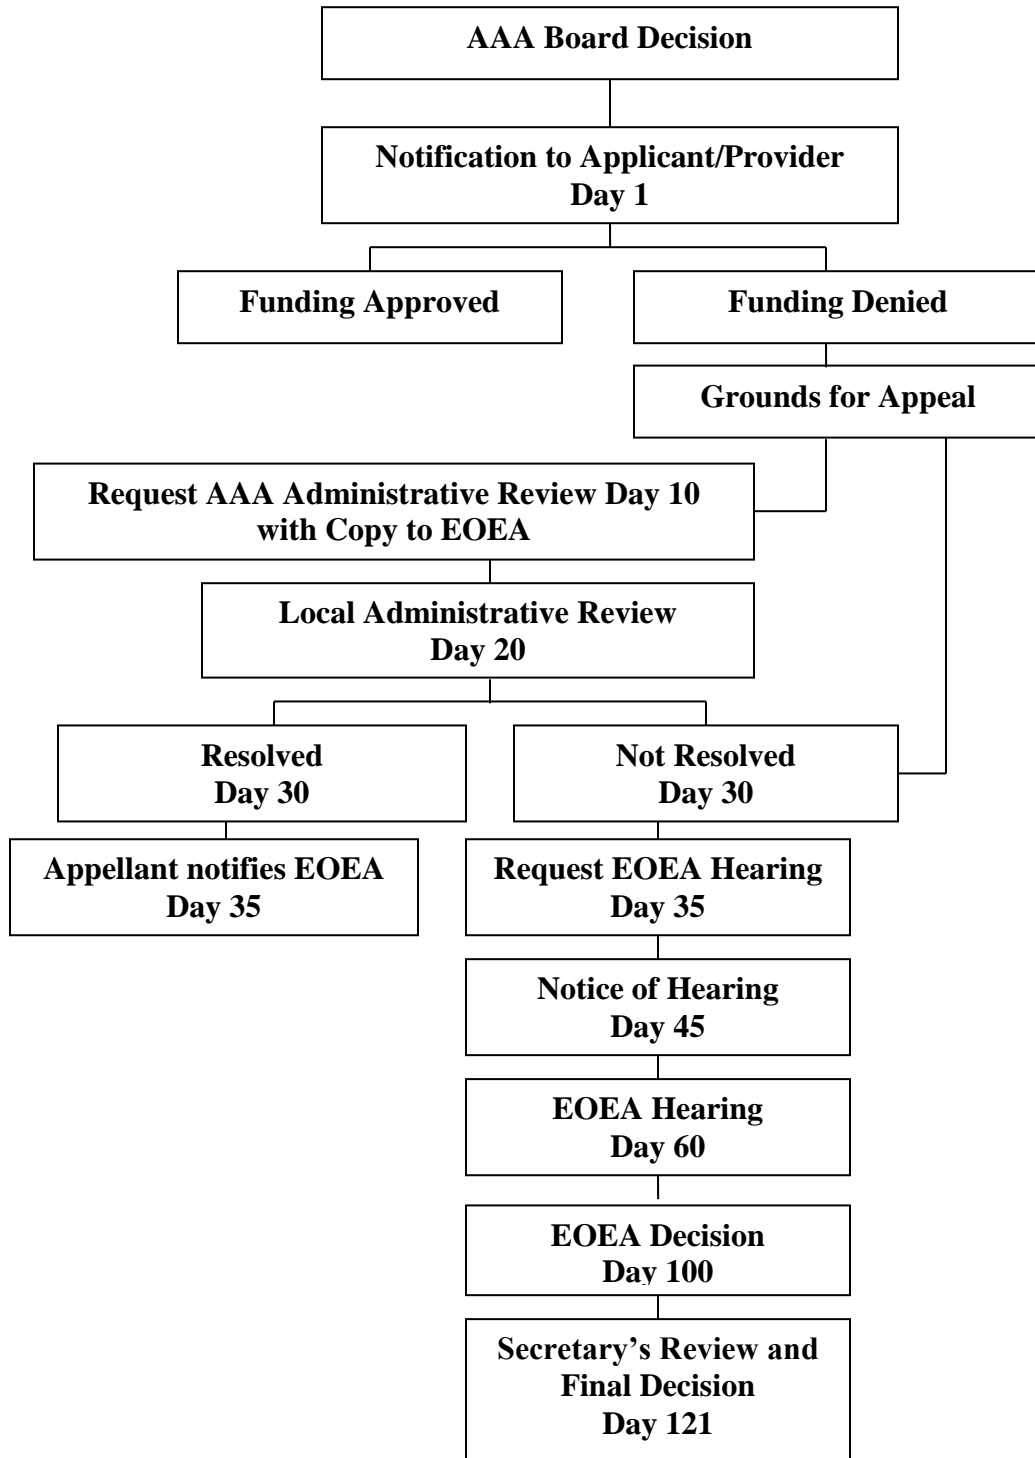 AAA Board Decision
Notification to Applicant/Provider
Day 1
Funding Approved
Funding Denied
Grounds for Appeal
Request AAA Administrative Review Day 10
with Copy to EOEA
Local Administrative Review
Day 20
Resolved
Day 30
Not Resolved
Day 30
Appellant notifies EOEA
Day 35
Request EOEA Hearing
Day 35
Notice of Hearing
Day 45
EOEA Hearing
Day 60
EOEA Decision
Day 100
Secretary’s Review and
Final Decision
Day 121